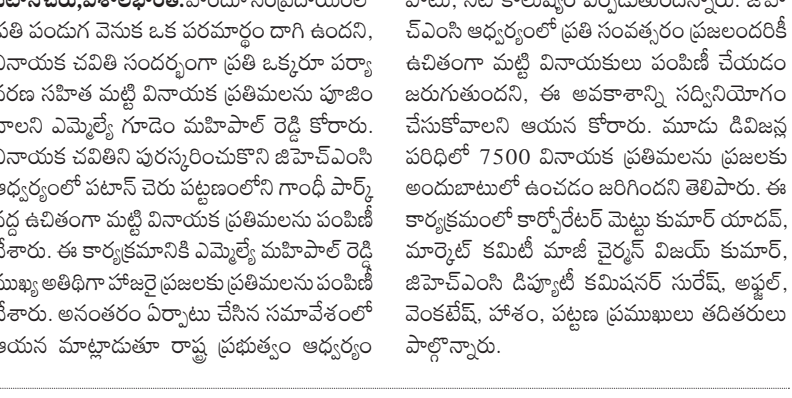 పటాన్ చెరు,విశాలభారతి:హిందూ సంప్రదాయంలో
ప్రతి పండుగ వెనుక ఒక పరమార్థం దాగి ఉందని,
వినాయక చవితి సందర్భంగా ప్రతి ఒక్కరూ పర్యా
వరణ సహిత మట్టి వినాయక ప్రతిమలను పూజిం
చాలని ఎమ్మెల్యే గూడెం మహిపాల్ రెడ్డి కోరారు.
వినాయక చవితిని పురస్కరించుకొని జిహెచ్ఎంసి
ఆధ్వర్యంలో పటాన్ చెరు పట్టణంలోని గాంధీ పార్క్
వద్ద ఉచితంగా మట్టి వినాయక ప్రతిమలను పంపిణీ
చేశారు. ఈ కార్యక్రమానికి ఎమ్మెల్యే మహిపాల్ రెడ్డి
ముఖ్య అతిథిగా హాజరై ప్రజలకు ప్రతిమలను పంపిణీ
చేశారు. అనంతరం ఏర్పాటు చేసిన సమావేశంలో
ఆయన మాట్లాడుతూ రాష్ట్ర ప్రభుత్వం ఆధ్వర్యం
కాలుష్యం ఏర్పడుతుందన్నారు. జిహె
చ్ఎంసి ఆధ్వర్యంలో ప్రతి సంవత్సరం ప్రజలందరికీ
ఉచితంగా మట్టి వినాయకులు పంపిణీ చేయడం
జరుగుతుందని, ఈ అవకాశాన్ని సద్వినియోగం
చేసుకోవాలని ఆయన కోరారు. మూడు డివిజన్ల
పరిధిలో 7500 వినాయక ప్రతిమలను ప్రజలకు
అందుబాటులో ఉంచడం జరిగిందని తెలిపారు. ఈ
కార్యక్రమంలో కార్పోరేటర్ మెట్టు కుమార్ యాదవ్,
మార్కెట్ కమిటీ మాజీ చైర్మన్ విజయ్ కుమార్,
జిహెచ్ఎంసి డిప్యూటీ కమిషనర్ సురేష్, అఫ్జల్,
వెంకటేష్, హాశం, పట్టణ ప్రముఖులు తదితరులు
పాల్గొన్నారు.